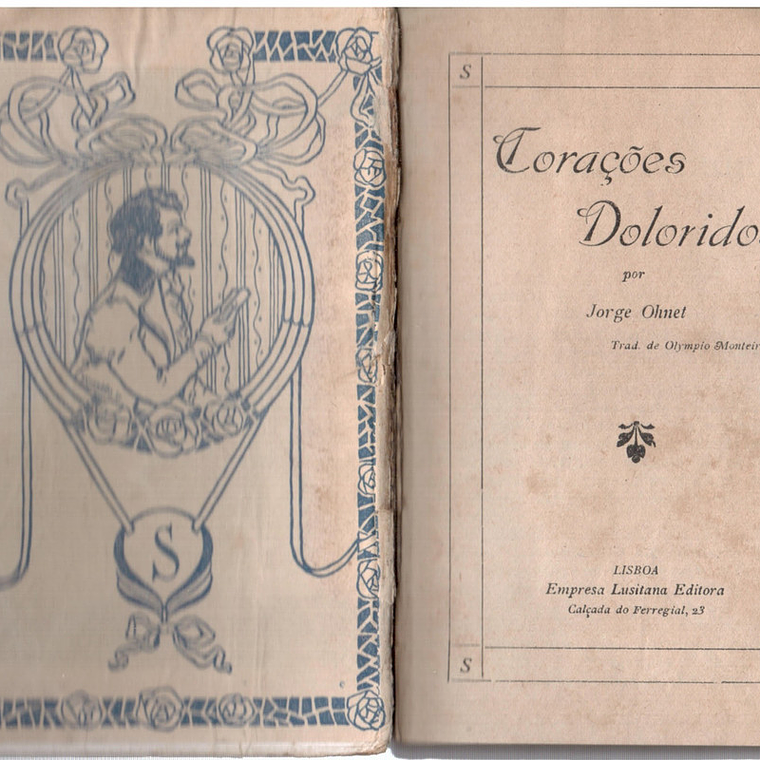 S
S
Corações
Dolorido
por
Jorge Ohnet
Trad. de Olympio Monteir
LISBOA
Empresa Lusitana Editora
Calçada do Ferregial, 23
S